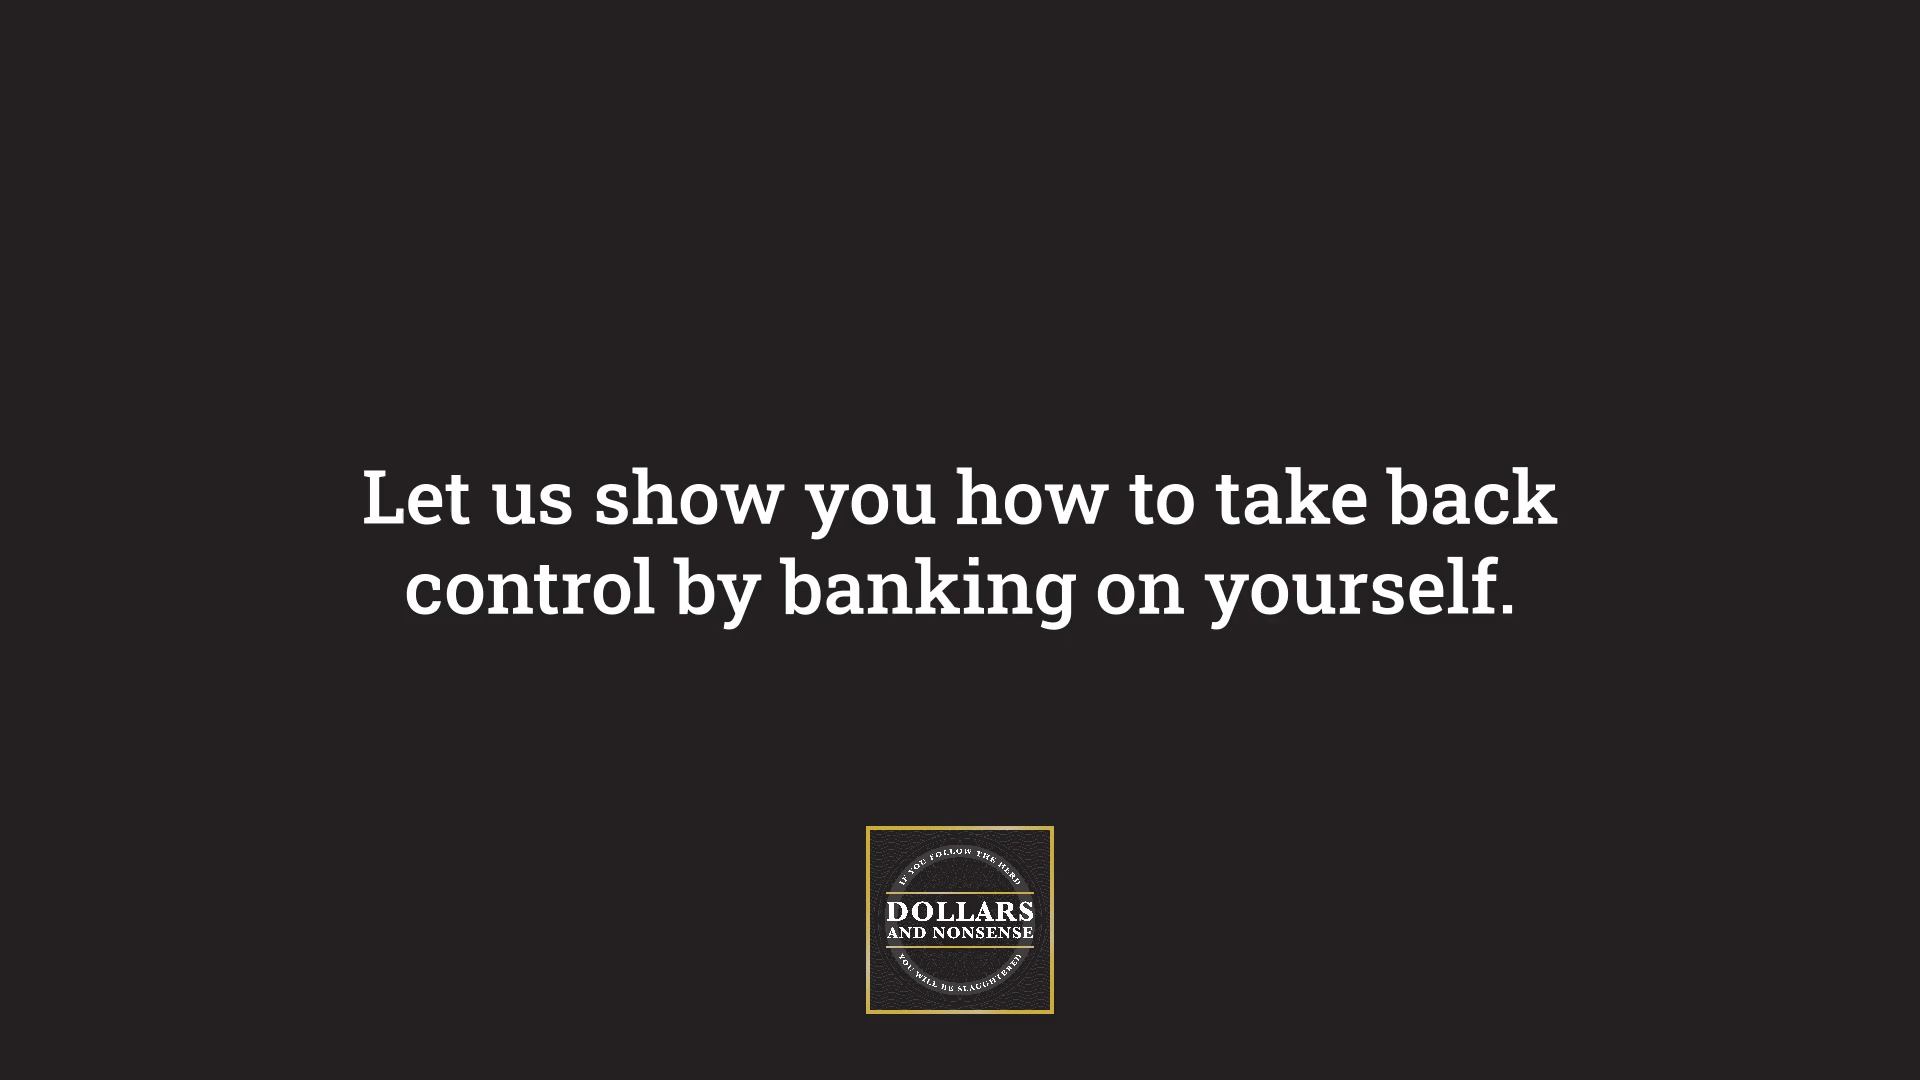 Let us show you how to take back
control by banking on yourself.
IF YOU FOLLOW THE HERD
DOLLARS
AND NONSENSE
YOU WILL BE SLAUGHTERED